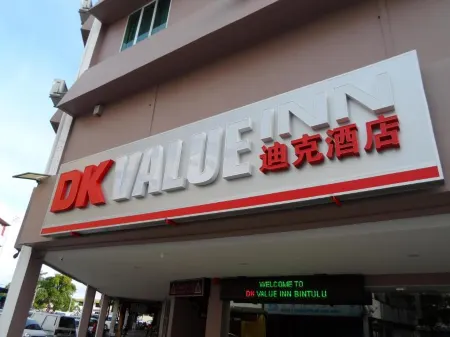 DK VALUE INN
迪克酒店
WELCOME TO
DK VALUE INN BINTULU